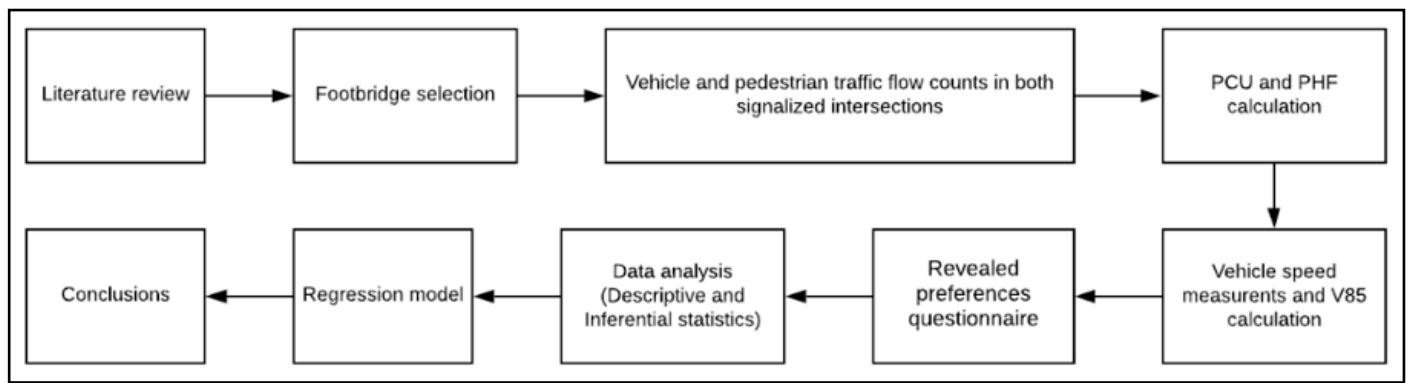 Literature review
Footbridge selection
Vehicle and pedestrian traffic flow counts in both
signalized intersections
PCU and PHF
calculation
Vehicle speed
measurents and V85
calculation
Revealed
preferences
questionnaire
Data analysis
(Descriptive and
Inferential statistics)
Regression model
Conclusions